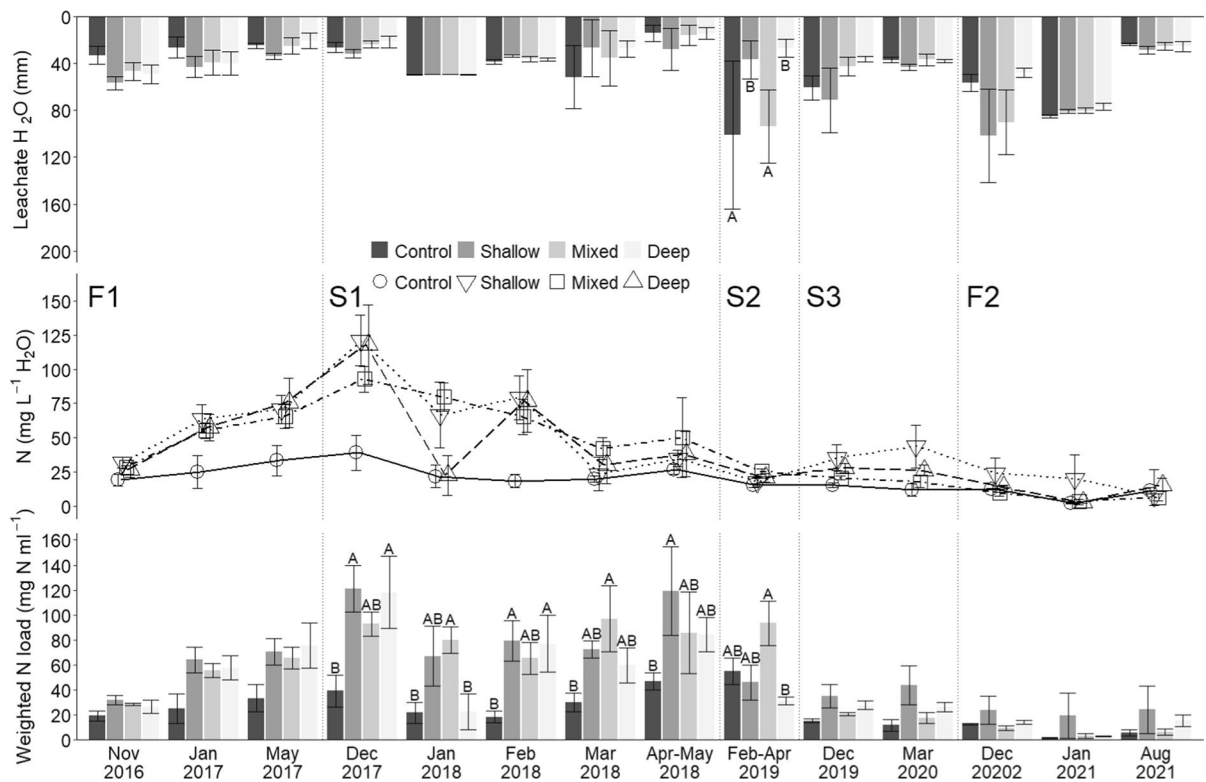 0
40
80
120
160
200
Leachate H2O (mm)
A
B
A
B
Control Shallow Mixed Deep
Control Shallow Mixed Deep
F1 S1 S2 S3 F2
150
125
100
75
50
25
0
N (mg L−1 H2O)
160
140
120
100
80
60
40
20
0
Weighted N load (mg N ml−1)
B A AB A
B AB A B
B A AB A
B AB A AB
B A AB AB
AB AB A B
Nov Jan May Dec Jan Feb Mar Apr-May Feb-Apr Dec Mar Dec Jan Aug
2016 2017 2017 2017 2018 2018 2018 2018 2019 2019 2020 20202 2021 2021